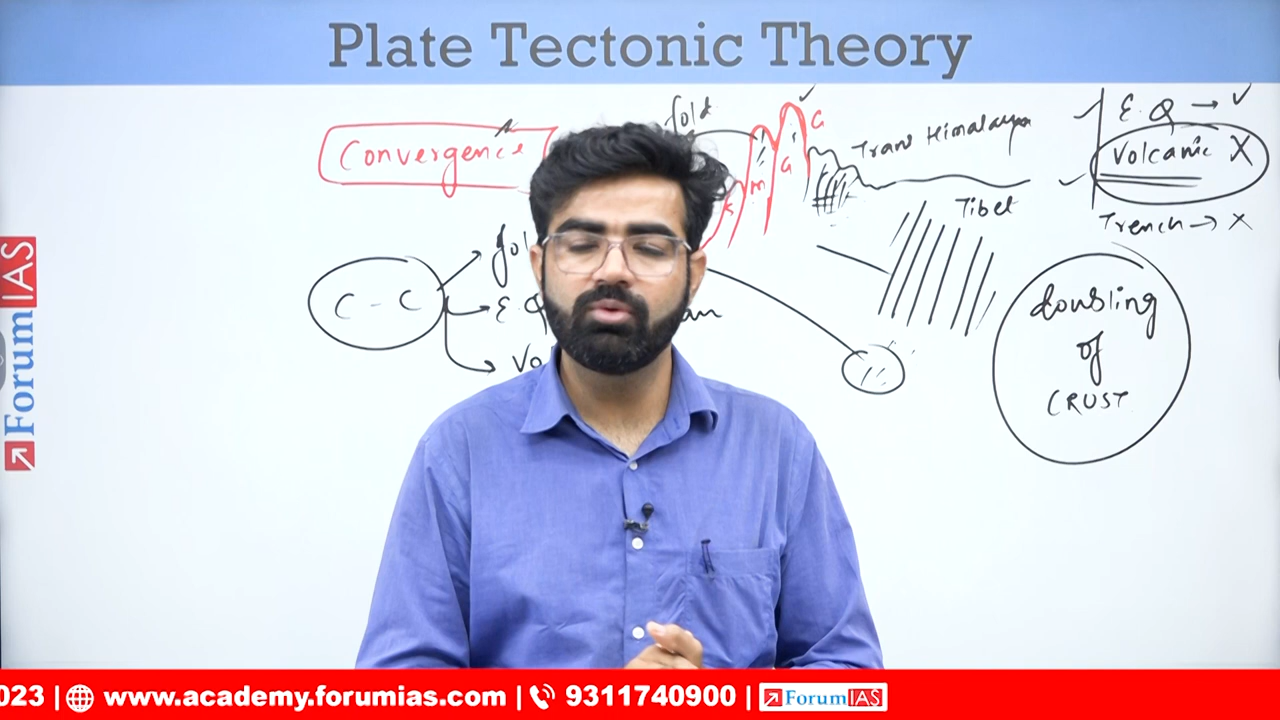 Plate Tectonic Theory
Convergence
fold
G
G
m
Trans Himalayan
Tibet
E.Q → ✓
Volcanic X
Trench → X
C - C
E.Q
doubling
of
CRUST
ForumIAS
023 | www.academy.forumias.com | 9311740900 | ForumIAS